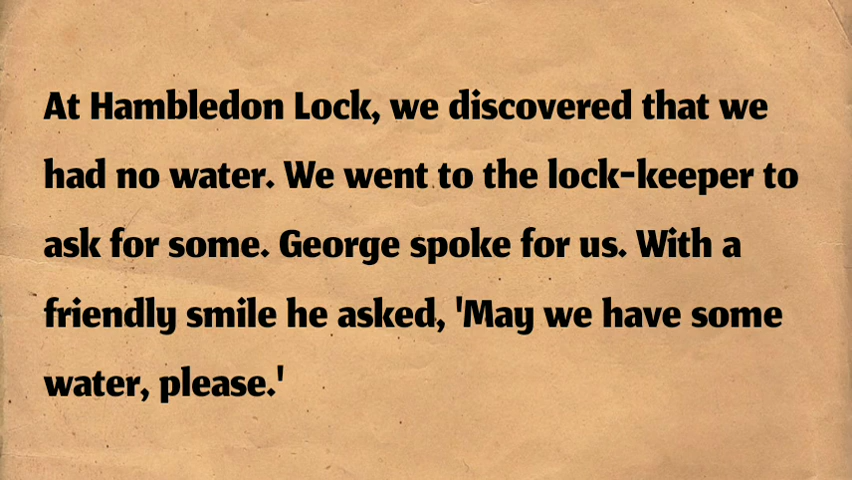 At Hambledon Lock, we discovered that we
had no water. We went to the lock-keeper to
ask for some. George spoke for us. With a
friendly smile he asked, 'May we have some
water, please.'